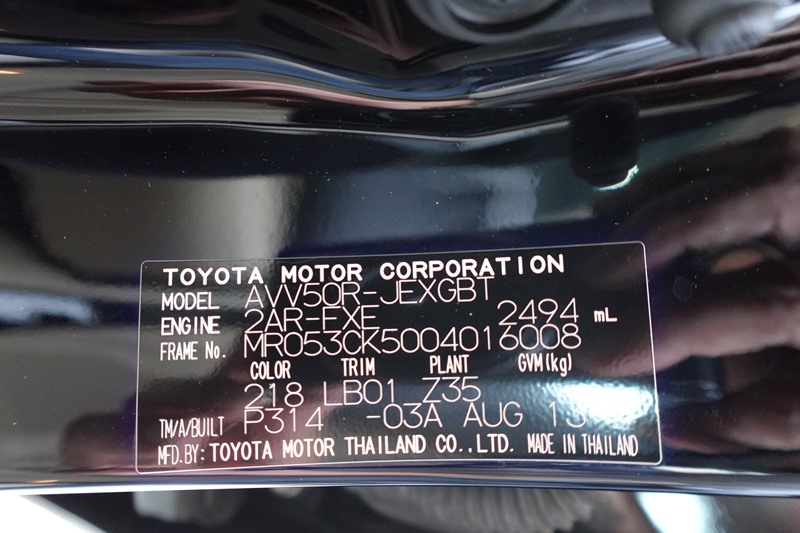 TOYOTA MOTOR CORPORATION
MODEL AVV50R-JEXGBT
ENGINE 2AR-FXE 2494 mL
FRAME No. MR053CK5004016008
COLOR TRIM PLANT GVM(kg)
218 LB01 Z35
TM/A/BUILT P314 -03A AUG 13
MFD.BY: TOYOTA MOTOR THAILAND CO.,LTD. MADE IN THAILAND